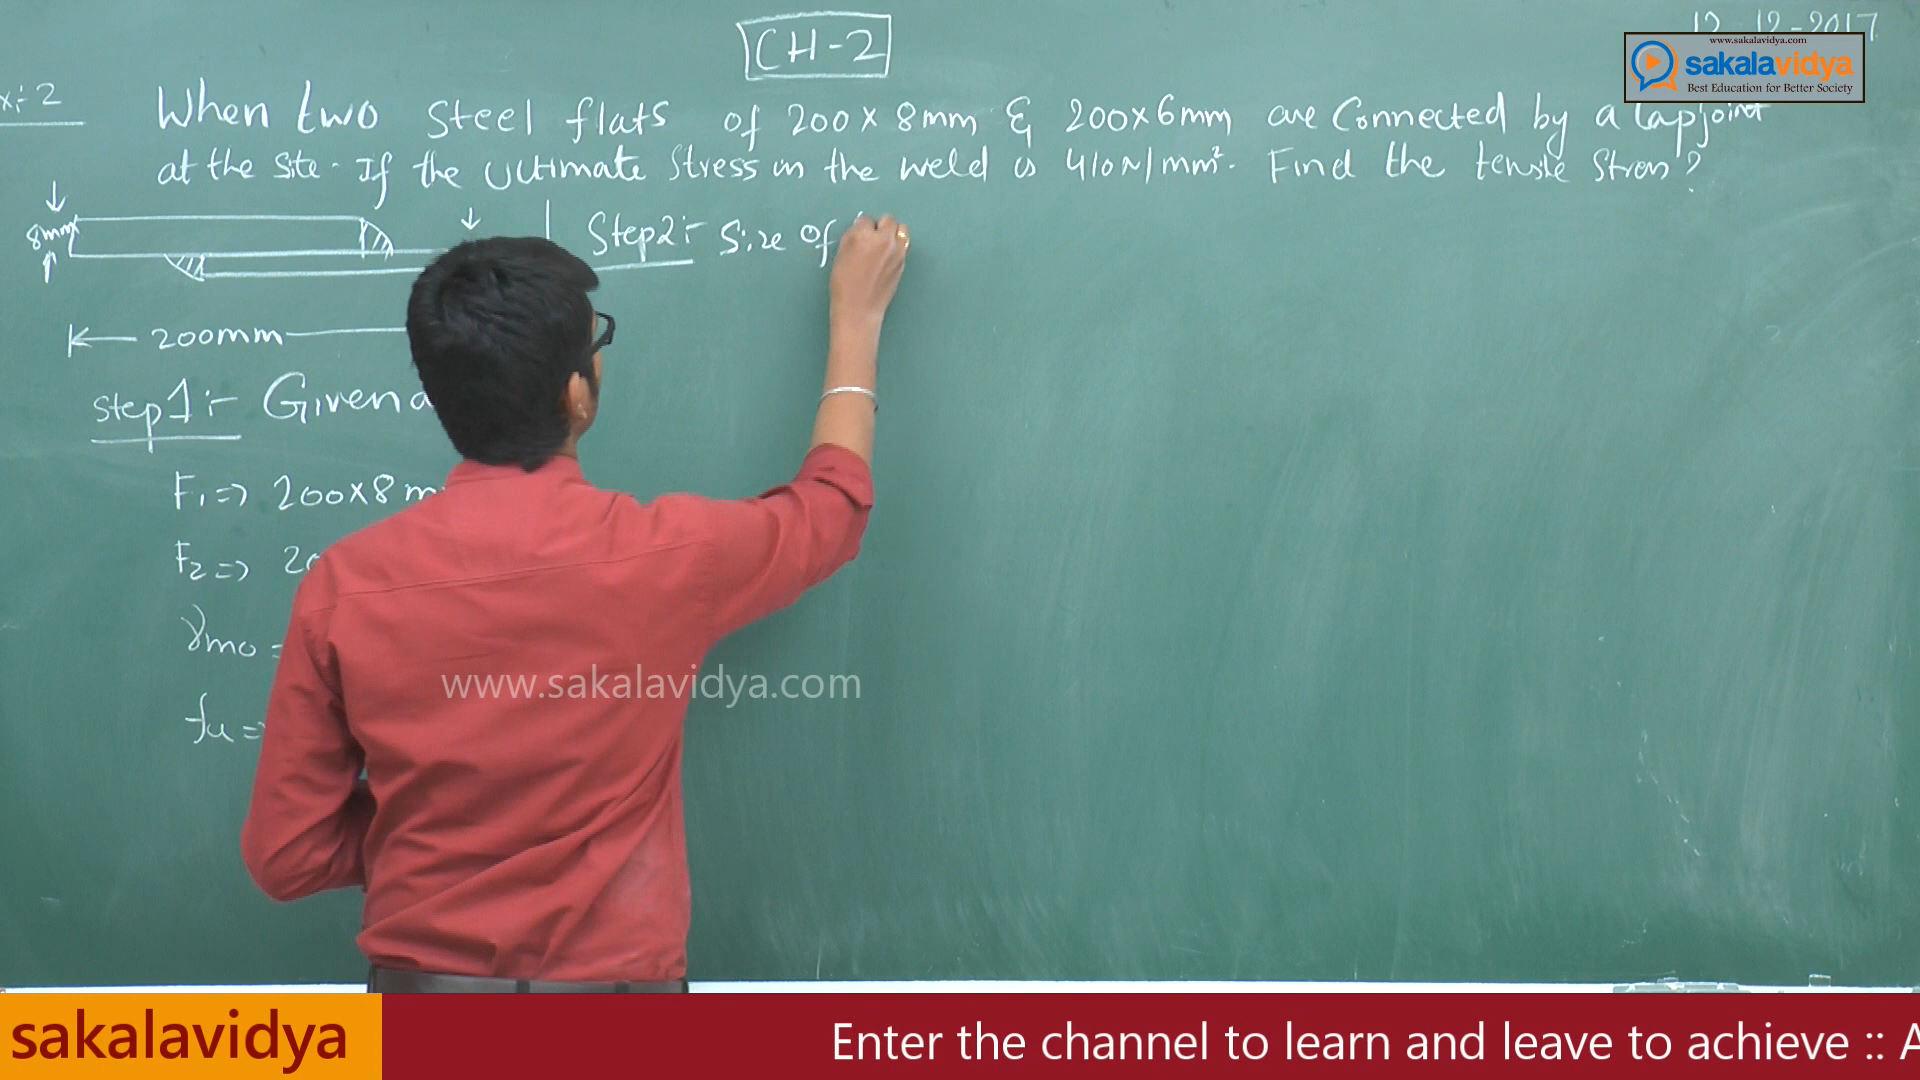 CH-2
12-12-2017
www.sakalavidya.com
sakalavidya
Best Education for Better Society
x:- 2
When two Steel flats of 200 x 8mm & 200x6mm are Connected by a lapjoint
at the Site. If the Ultimate Stress in the weld is 410N/mm². Find the tensile Stress?
8mm
200mm
Step1:- Given
F1 => 200x8m
F2 => 20
γmo =
fu =>
Step2:- Size of
www.sakalavidya.com
sakalavidya
Enter the channel to learn and leave to achieve :: A